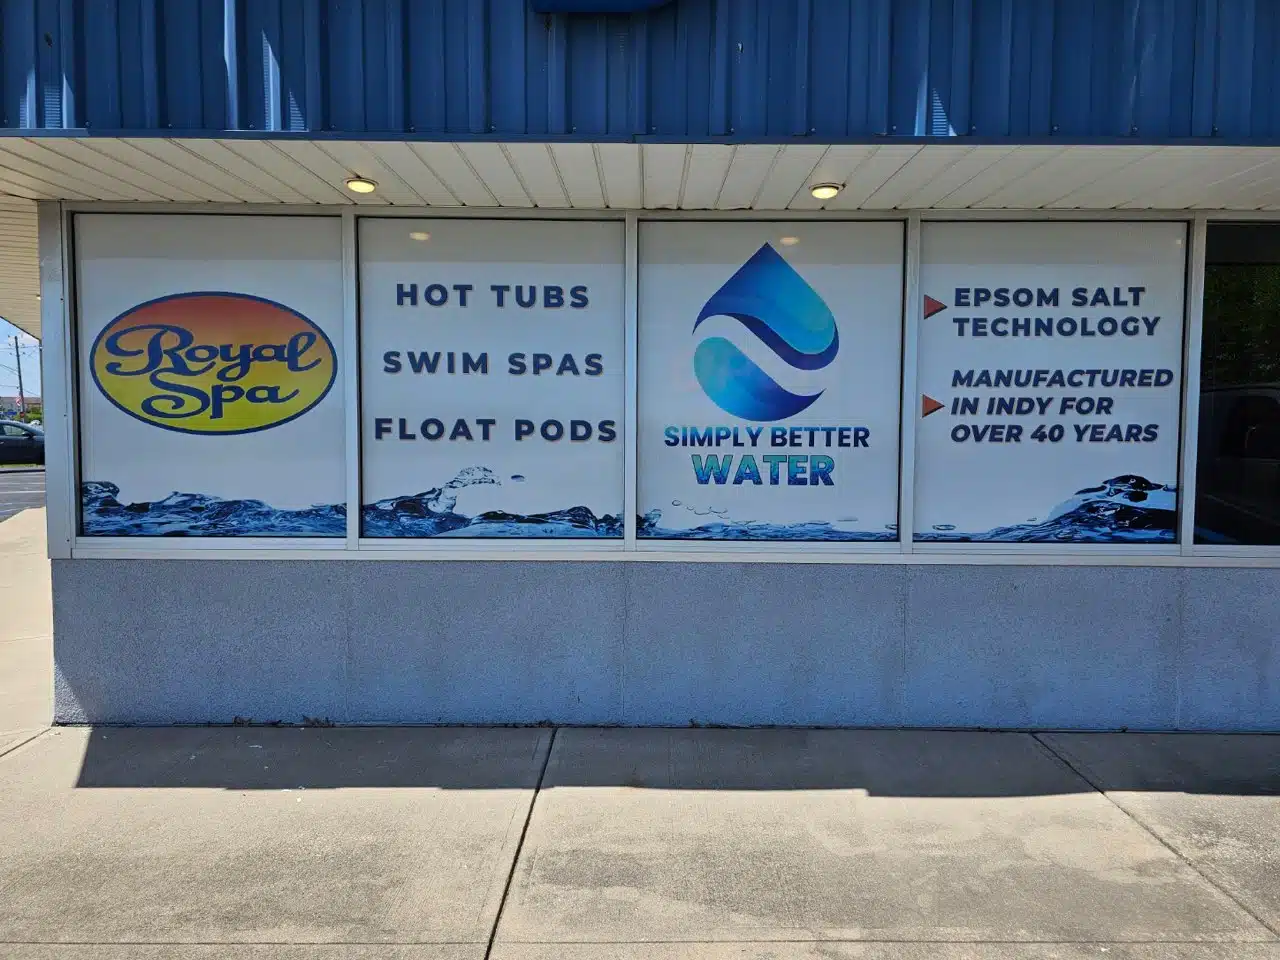 Royal
Spa
HOT TUBS
SWIM SPAS
FLOAT PODS
SIMPLY BETTER
WATER
EPSOM SALT
TECHNOLOGY
MANUFACTURED
IN INDY FOR
OVER 40 YEARS